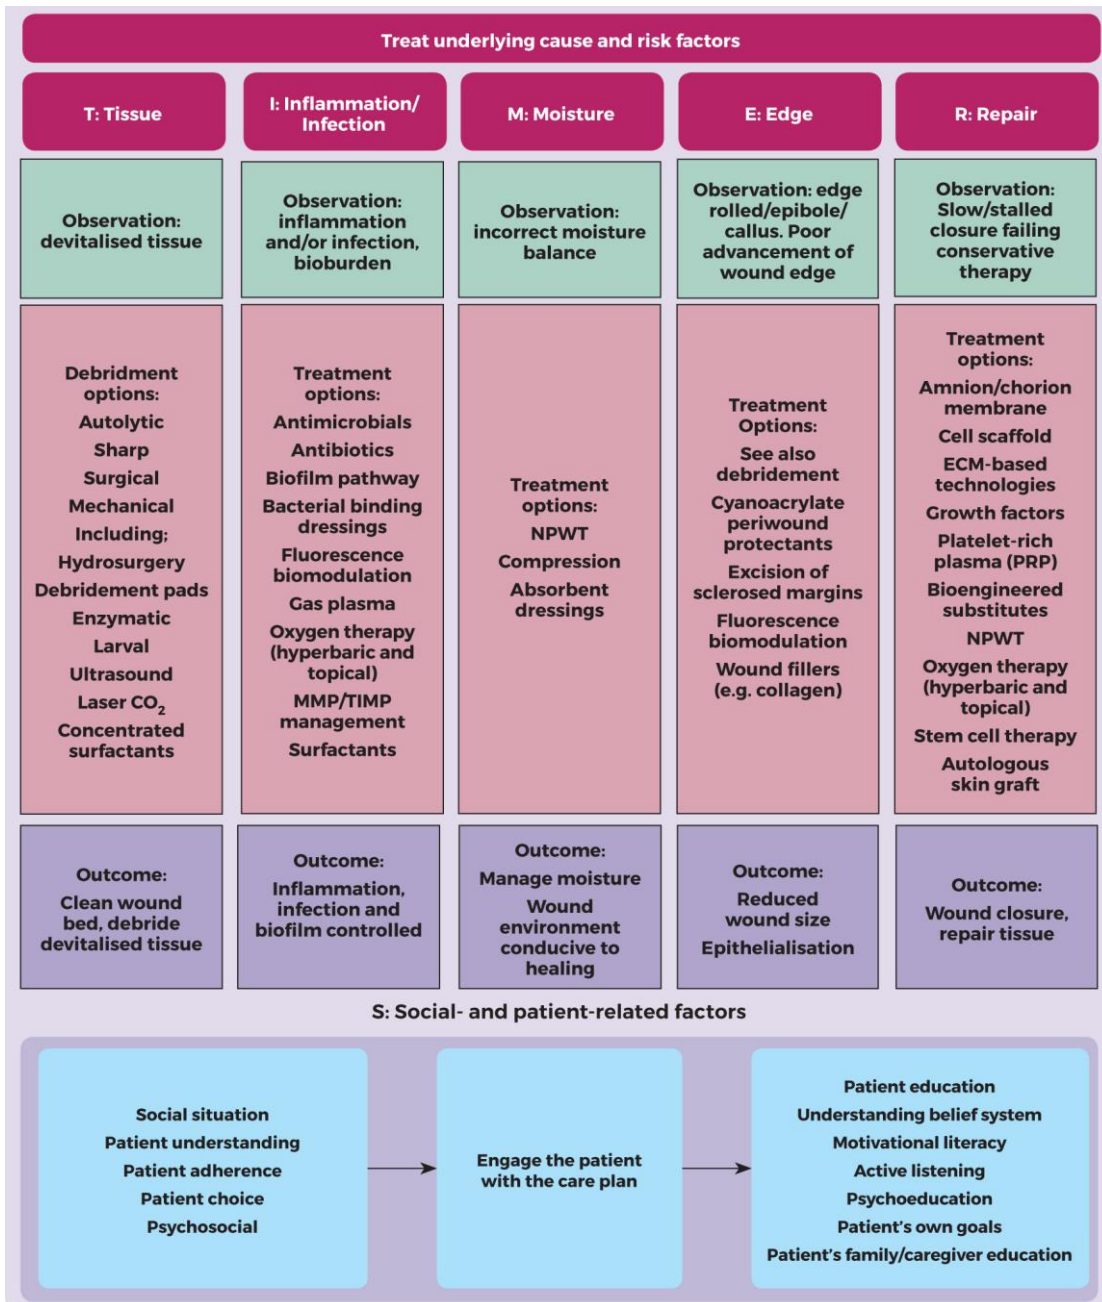 Treat underlying cause and risk factors
T: Tissue
I: Inflammation/
Infection
M: Moisture
E: Edge
R: Repair
Observation:
devitalised tissue
Observation:
inflammation
and/or infection,
bioburden
Observation:
incorrect moisture
balance
Observation: edge
rolled/epibole/
callus. Poor
advancement of
wound edge
Observation:
Slow/stalled
closure failing
conservative
therapy
Debridment
options:
Autolytic
Sharp
Surgical
Mechanical
Including;
Hydrosurgery
Debridement pads
Enzymatic
Larval
Ultrasound
Laser CO₂
Concentrated
surfactants
Treatment
options:
Antimicrobials
Antibiotics
Biofilm pathway
Bacterial binding
dressings
Fluorescence
biomodulation
Gas plasma
Oxygen therapy
(hyperbaric and
topical)
MMP/TIMP
management
Surfactants
Treatment
options:
NPWT
Compression
Absorbent
dressings
Treatment
Options:
See also
debridement
Cyanoacrylate
periwound
protectants
Excision of
sclerosed margins
Fluorescence
biomodulation
Wound fillers
(e.g. collagen)
Treatment
options:
Amnion/chorion
membrane
Cell scaffold
ECM-based
technologies
Growth factors
Platelet-rich
plasma (PRP)
Bioengineered
substitutes
NPWT
Oxygen therapy
(hyperbaric and
topical)
Stem cell therapy
Autologous
skin graft
Outcome:
Clean wound
bed, debride
devitalised tissue
Outcome:
Inflammation,
infection and
biofilm controlled
Outcome:
Manage moisture
Wound
environment
conducive to
healing
Outcome:
Reduced
wound size
Epithelialisation
Outcome:
Wound closure,
repair tissue
S: Social- and patient-related factors
Social situation
Patient understanding
Patient adherence
Patient choice
Psychosocial
Engage the patient
with the care plan
Patient education
Understanding belief system
Motivational literacy
Active listening
Psychoeducation
Patient's own goals
Patient's family/caregiver education